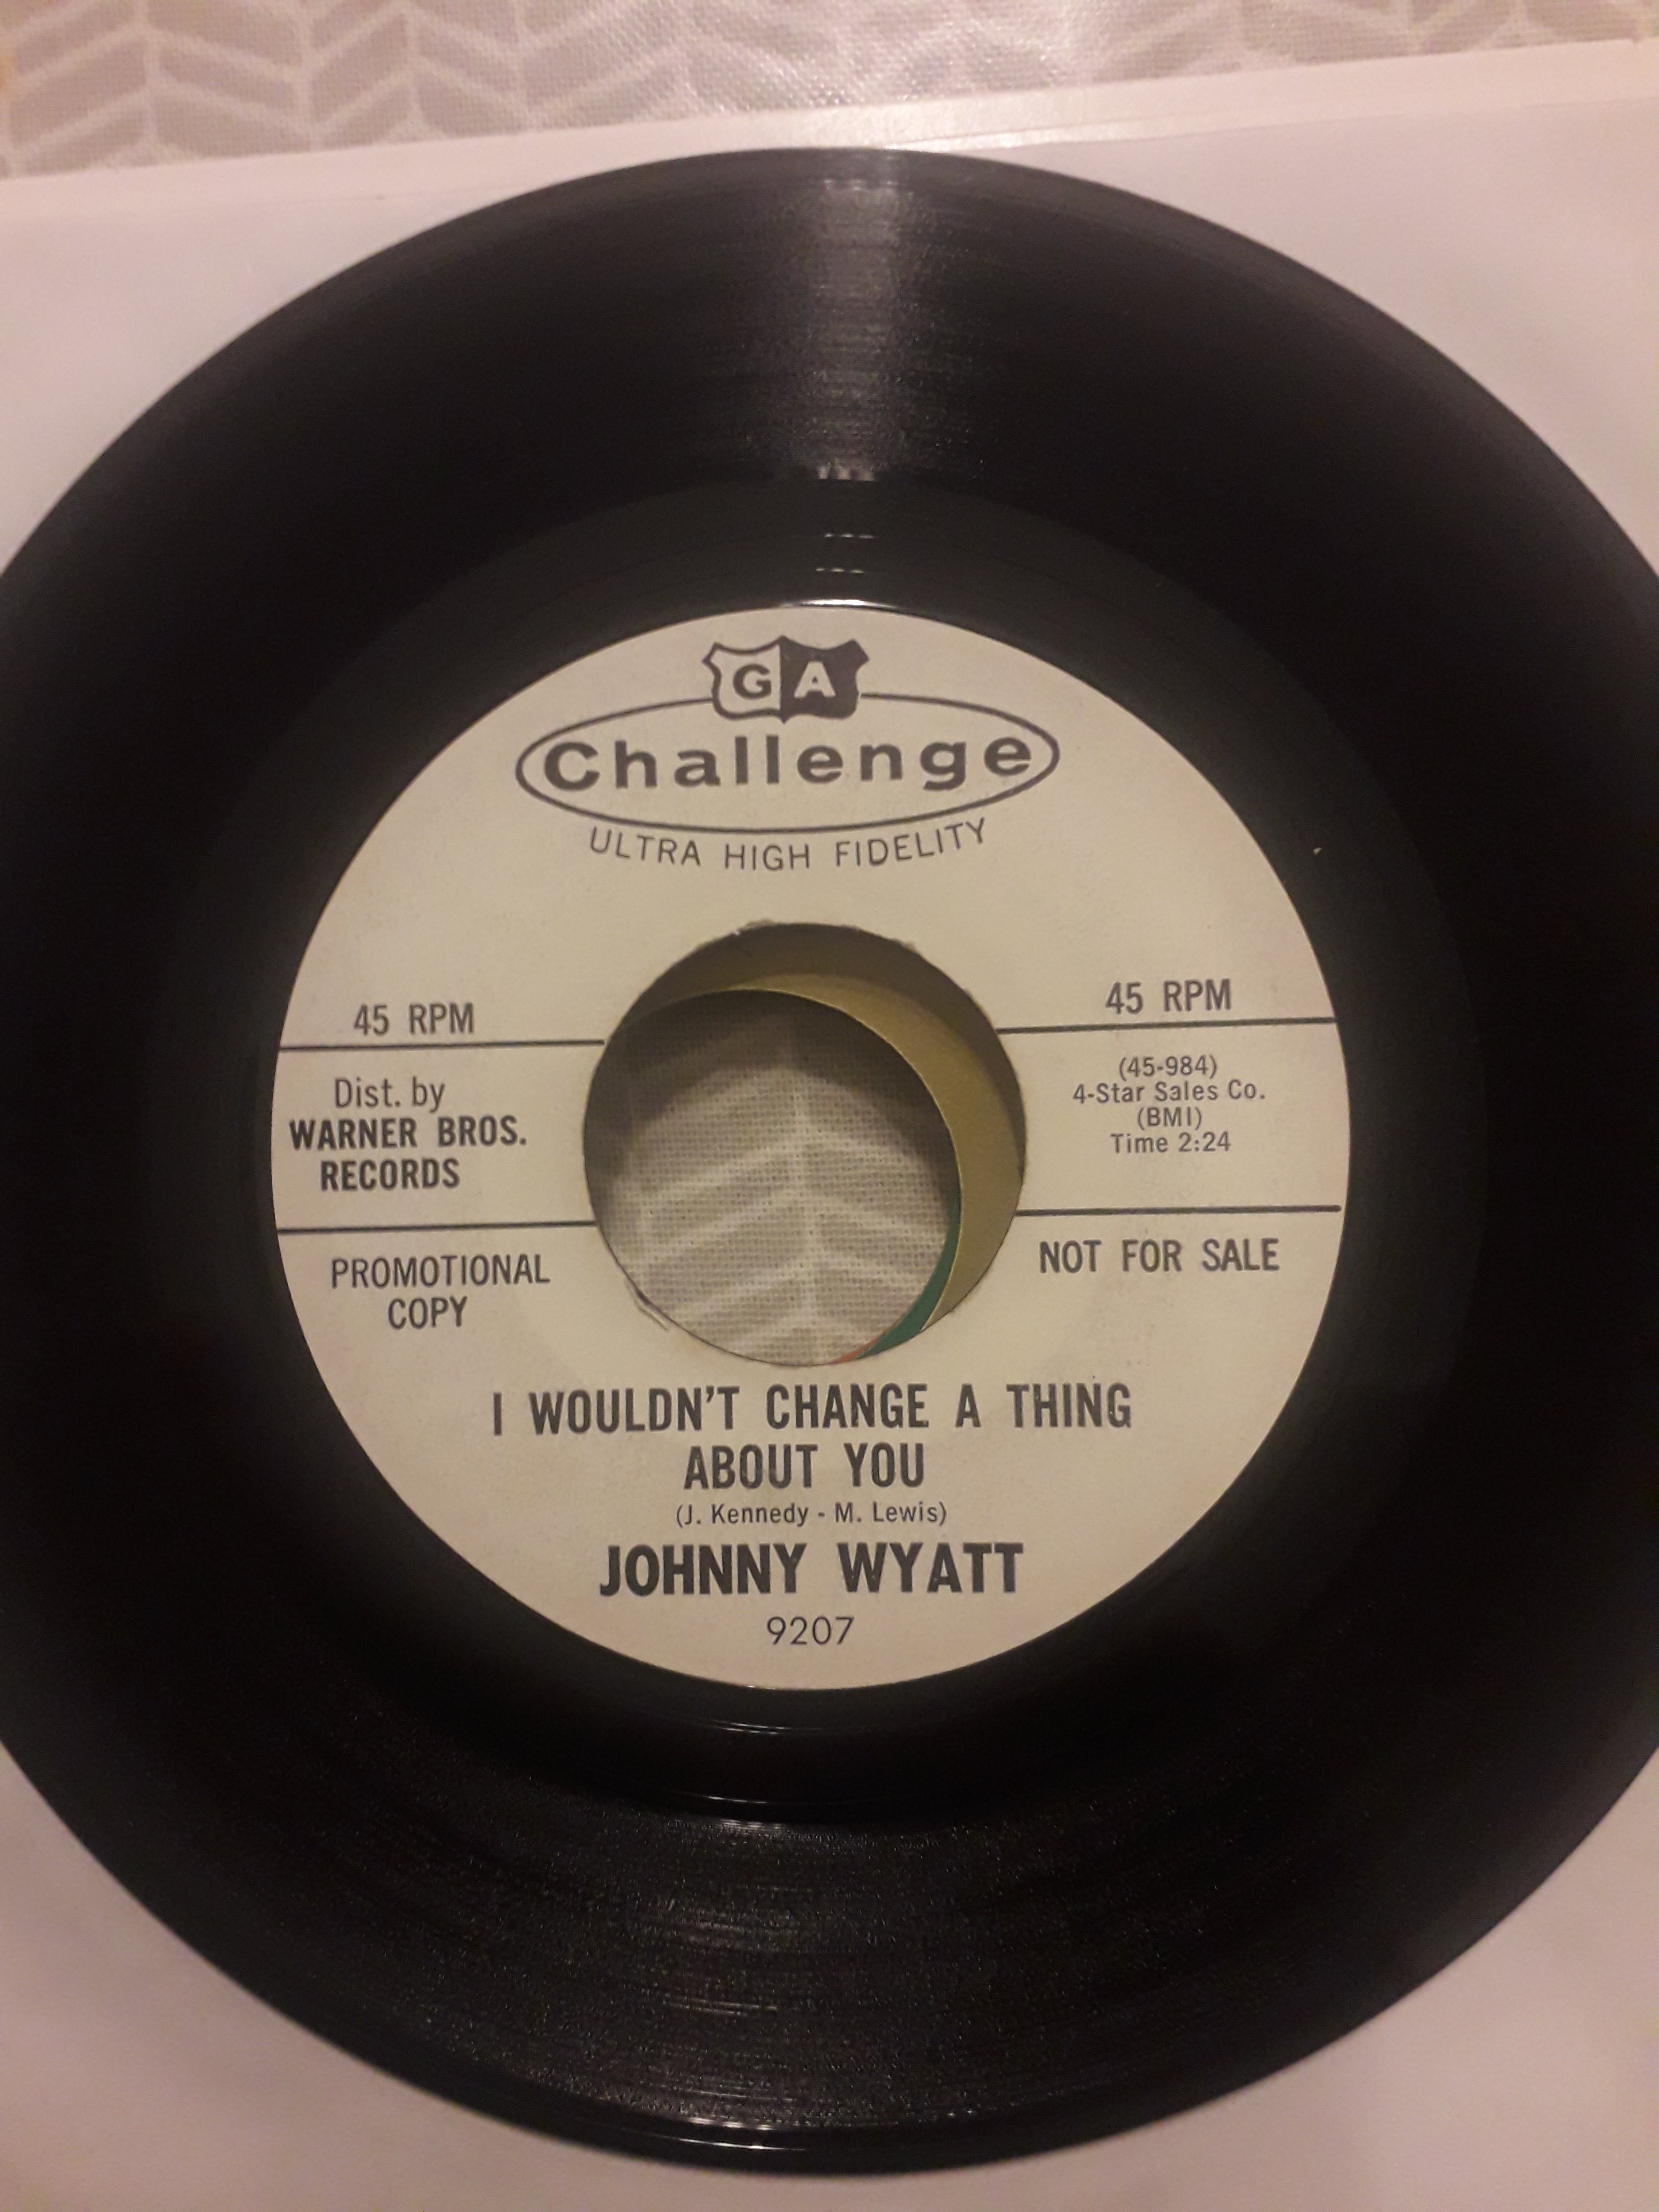 GA
Challenge
ULTRA HIGH FIDELITY
45 RPM
Dist. by
WARNER BROS.
RECORDS
PROMOTIONAL
COPY
45 RPM
(45-984)
4-Star Sales Co.
(BMI)
Time 2:24
NOT FOR SALE
I WOULDN'T CHANGE A THING
ABOUT YOU
(J. Kennedy - M. Lewis)
JOHNNY WYATT
9207